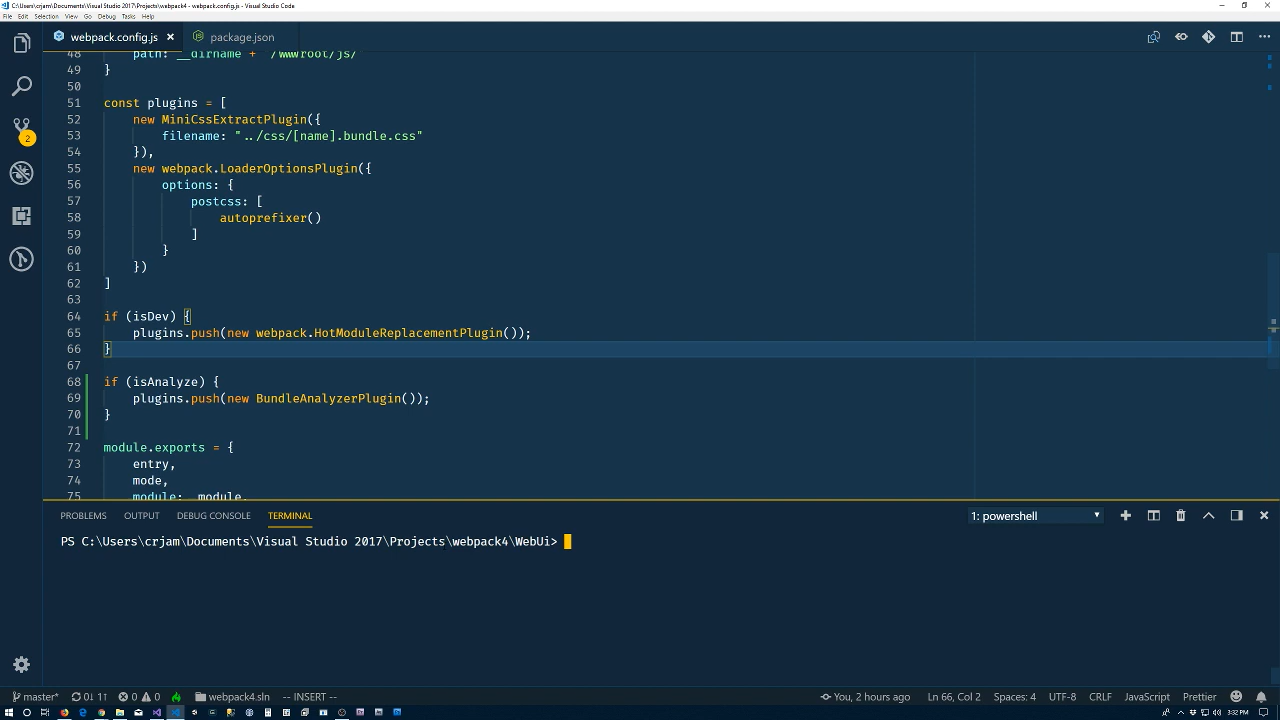 C:\Users\crjam\Documents\Visual Studio 2017\Projects\webpack4 - webpack.config.js - Visual Studio Code
File Edit Selection View Go Debug Tasks Help
webpack.config.js package.json
48 path: __dirname + "/wwwroot/js/"
49 }
50
51 const plugins = [
52 new MiniCssExtractPlugin({
53 filename: "../css/[name].bundle.css"
54 }),
55 new webpack.LoaderOptionsPlugin({
56 options: {
57 postcss: [
58 autoprefixer()
59 ]
60 }
61 })
62 ]
63
64 if (isDev) {
65 plugins.push(new webpack.HotModuleReplacementPlugin());
66 }
67
68 if (isAnalyze) {
69 plugins.push(new BundleAnalyzerPlugin());
70 }
71
72 module.exports = {
73 entry,
74 mode,
75 module: _module,
2
PROBLEMS OUTPUT DEBUG CONSOLE TERMINAL 1: powershell
PS C:\Users\crjam\Documents\Visual Studio 2017\Projects\webpack4\WebUi>
master* 0↓ 1↑ 0 0 webpack4.sln -- INSERT -- You, 2 hours ago Ln 66, Col 2 Spaces: 4 UTF-8 CRLF JavaScript Prettier
3:32 PM